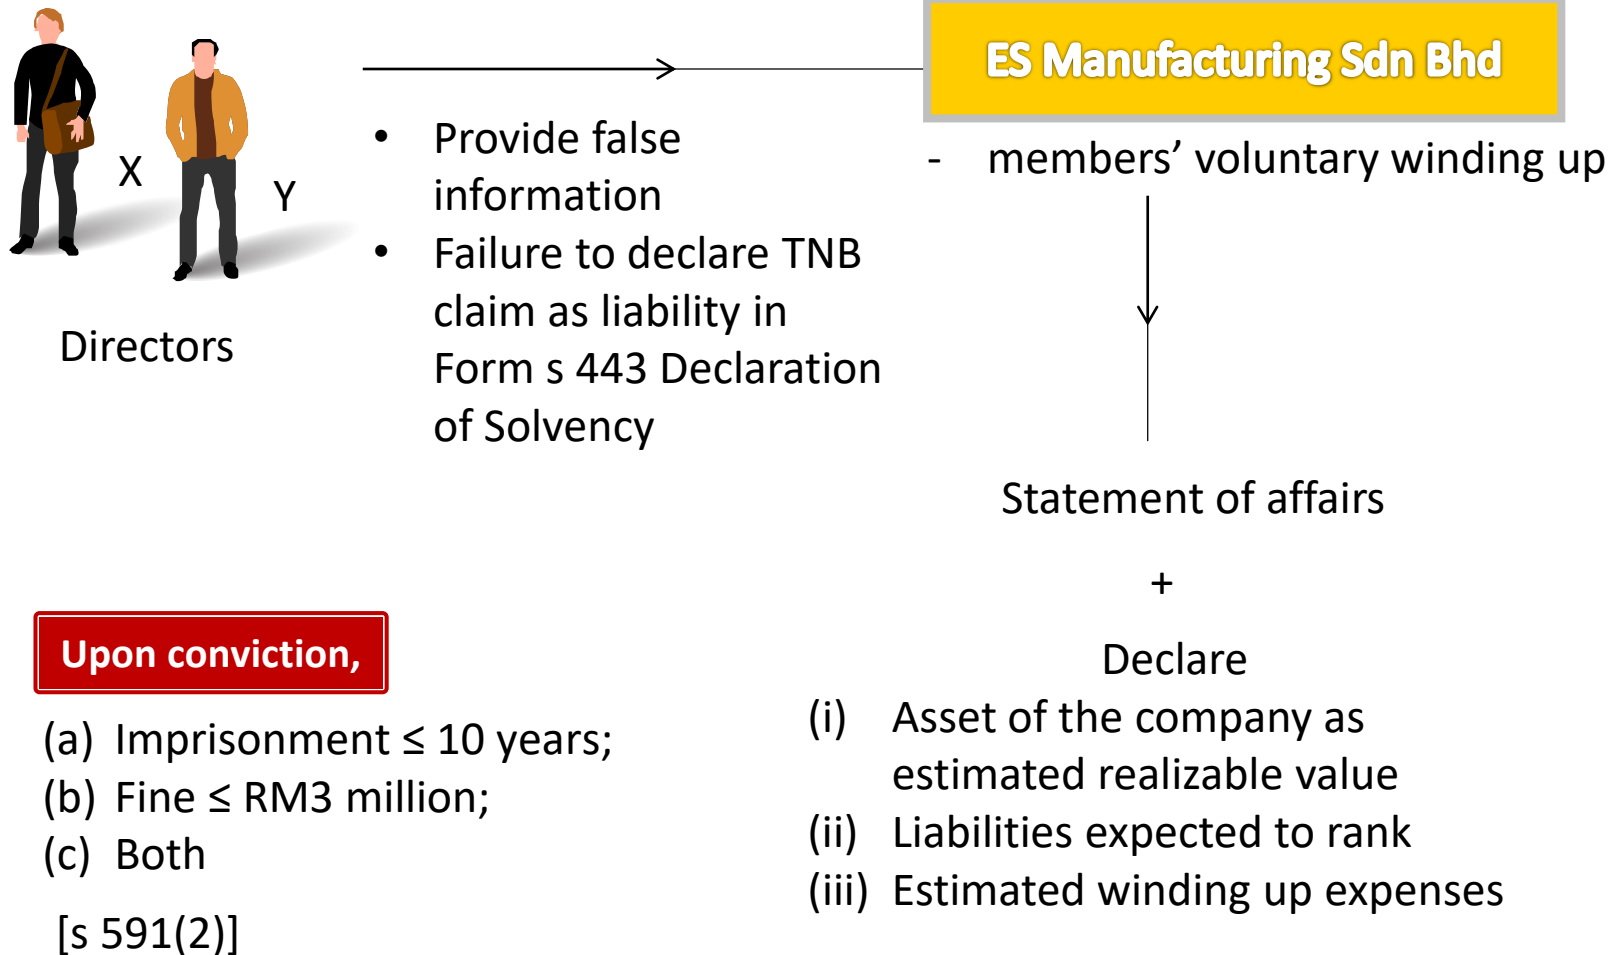 X
Y
Directors
• Provide false
information
• Failure to declare TNB
claim as liability in
Form s 443 Declaration
of Solvency
ES Manufacturing Sdn Bhd
- members’ voluntary winding up
Statement of affairs
+
Declare
(i) Asset of the company as
estimated realizable value
(ii) Liabilities expected to rank
(iii) Estimated winding up expenses
Upon conviction,
(a) Imprisonment ≤ 10 years;
(b) Fine ≤ RM3 million;
(c) Both
[s 591(2)]